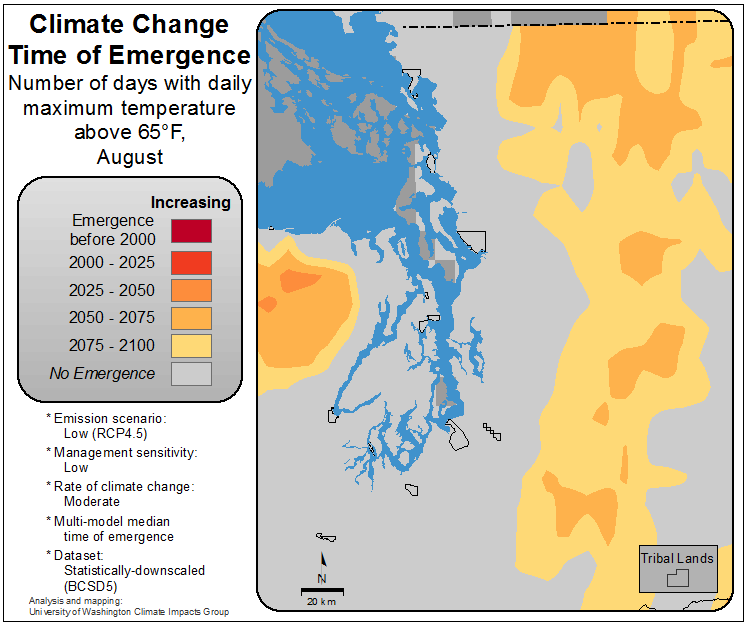 Climate Change
Time of Emergence
Number of days with daily
maximum temperature
above 65°F,
August
Increasing
Emergence
before 2000
2000 - 2025
2025 - 2050
2050 - 2075
2075 - 2100
No Emergence
* Emission scenario:
Low (RCP4.5)
* Management sensitivity:
Low
* Rate of climate change:
Moderate
* Multi-model median
time of emergence
* Dataset:
Statistically-downscaled
(BCSD5)
Analysis and mapping:
University of Washington Climate Impacts Group
N
20 km
Tribal Lands